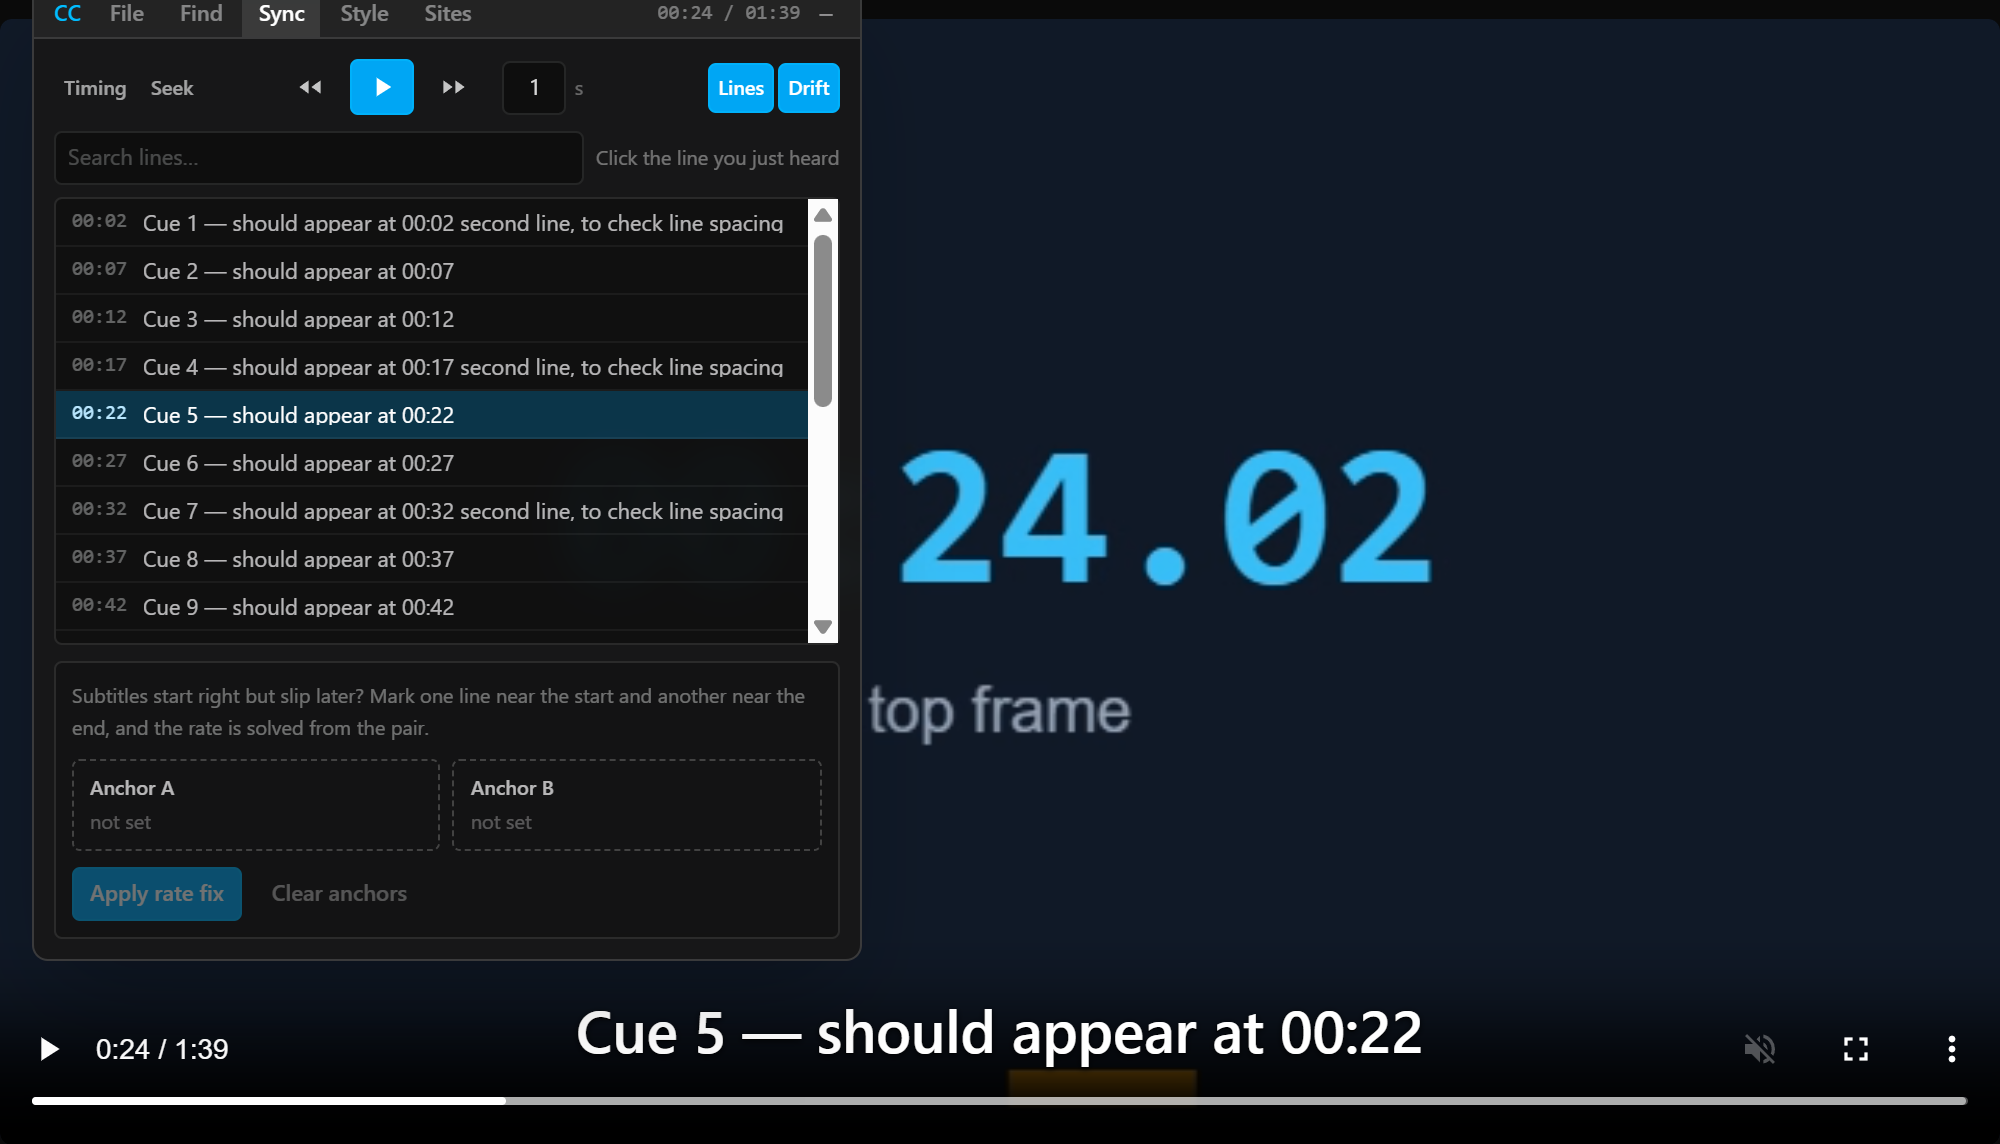 CC File Find Sync Style Sites 00:24 / 01:39 –
Timing Seek 1 s Lines Drift
Search lines... Click the line you just heard
00:02 Cue 1 — should appear at 00:02 second line, to check line spacing
00:07 Cue 2 — should appear at 00:07
00:12 Cue 3 — should appear at 00:12
00:17 Cue 4 — should appear at 00:17 second line, to check line spacing
00:22 Cue 5 — should appear at 00:22
00:27 Cue 6 — should appear at 00:27
00:32 Cue 7 — should appear at 00:32 second line, to check line spacing
00:37 Cue 8 — should appear at 00:37
00:42 Cue 9 — should appear at 00:42
Subtitles start right but slip later? Mark one line near the start and another near the
end, and the rate is solved from the pair.
Anchor A Anchor B
not set not set
Apply rate fix Clear anchors
24.02
top frame
Cue 5 — should appear at 00:22
0:24 / 1:39